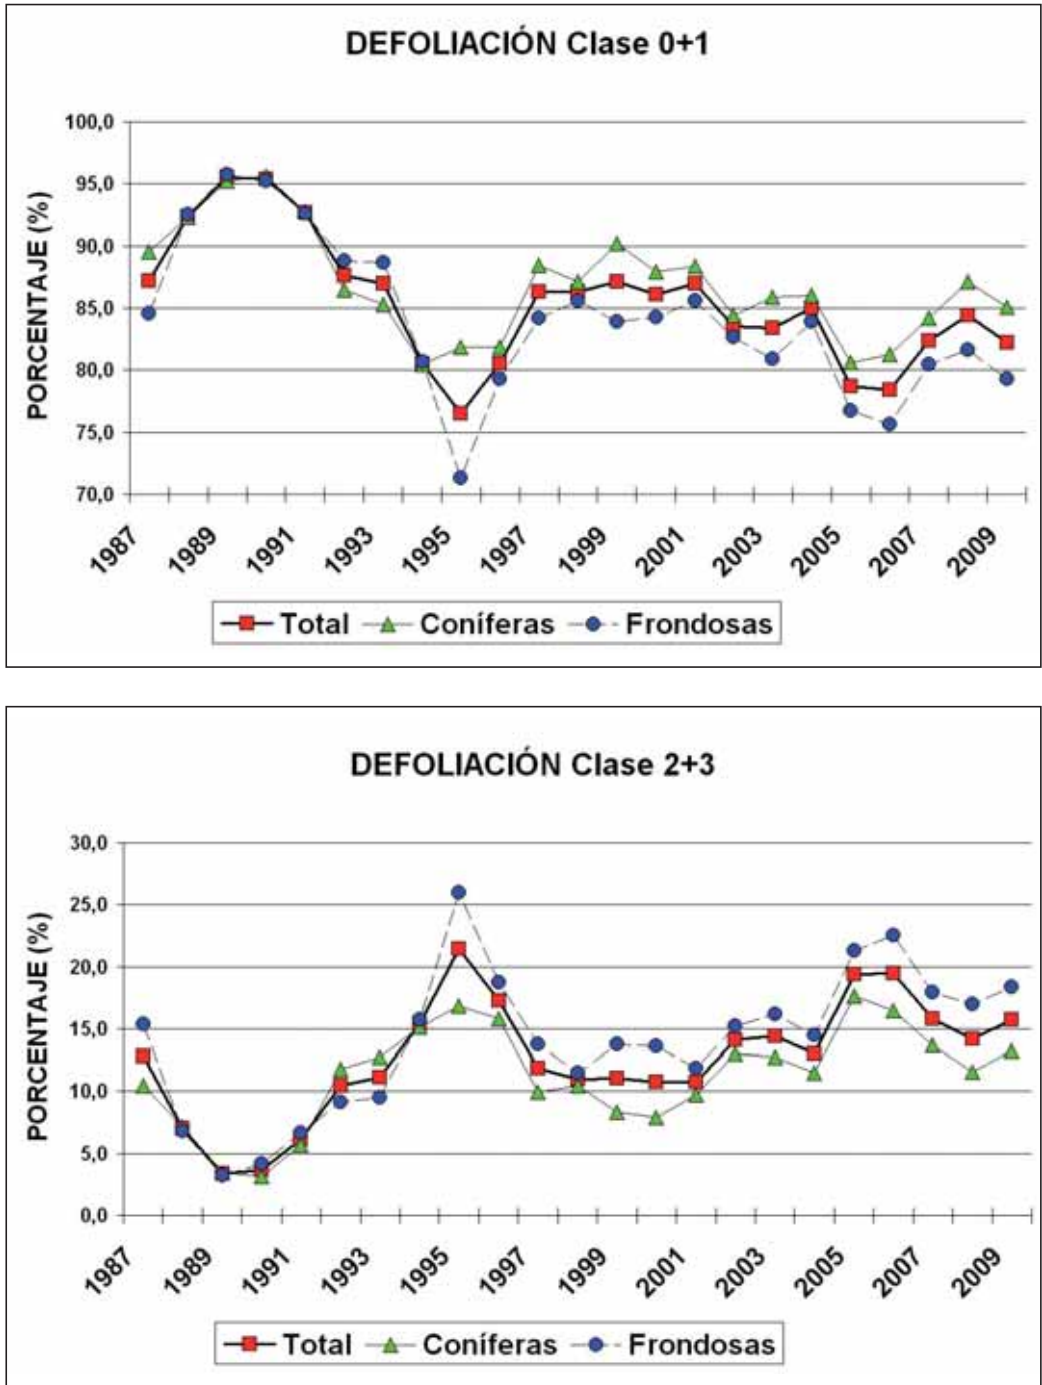 DEFOLIACIÓN Clase 0+1
PORCENTAJE (%)
100,0
95,0
90,0
85,0
80,0
75,0
70,0
1987 1989 1991 1993 1995 1997 1999 2001 2003 2005 2007 2009
Total Coníferas Frondosas
DEFOLIACIÓN Clase 2+3
PORCENTAJE (%)
30,0
25,0
20,0
15,0
10,0
5,0
0,0
1987 1989 1991 1993 1995 1997 1999 2001 2003 2005 2007 2009
Total Coníferas Frondosas